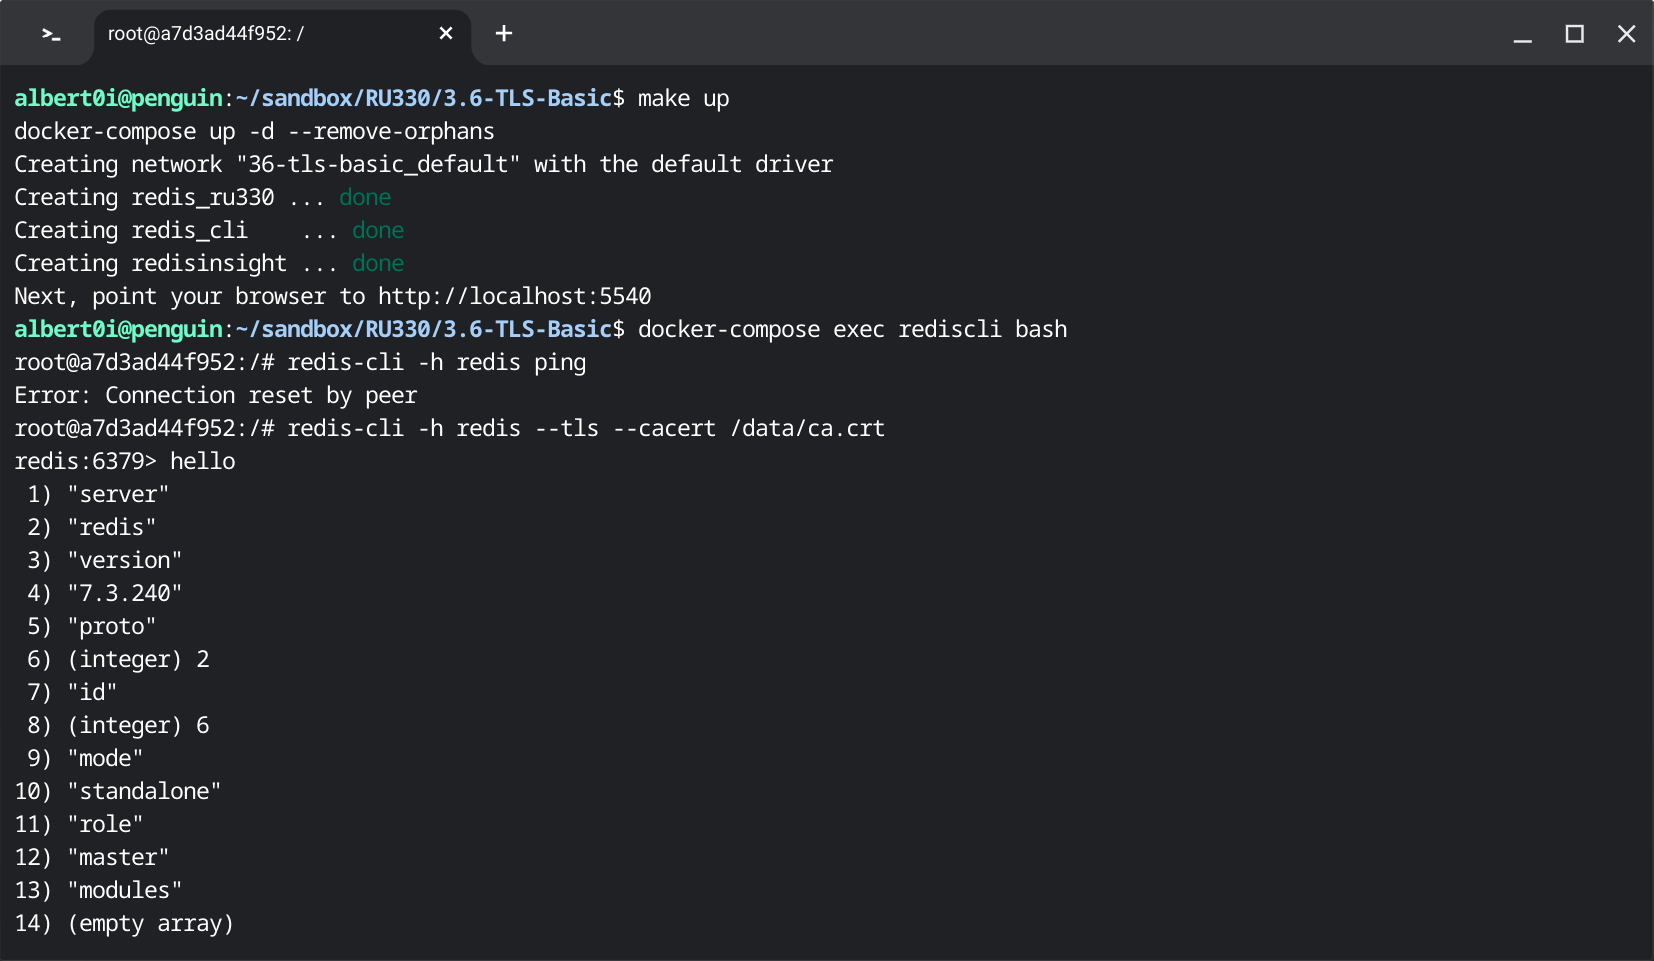 root@a7d3ad44f952: /
albert0i@penguin:~/sandbox/RU330/3.6-TLS-Basic$ make up
docker-compose up -d --remove-orphans
Creating network "36-tls-basic_default" with the default driver
Creating redis_ru330 ... done
Creating redis_cli    ... done
Creating redisinsight ... done
Next, point your browser to http://localhost:5540
albert0i@penguin:~/sandbox/RU330/3.6-TLS-Basic$ docker-compose exec rediscli bash
root@a7d3ad44f952:/# redis-cli -h redis ping
Error: Connection reset by peer
root@a7d3ad44f952:/# redis-cli -h redis --tls --cacert /data/ca.crt
redis:6379> hello
 1) "server"
 2) "redis"
 3) "version"
 4) "7.3.240"
 5) "proto"
 6) (integer) 2
 7) "id"
 8) (integer) 6
 9) "mode"
10) "standalone"
11) "role"
12) "master"
13) "modules"
14) (empty array)